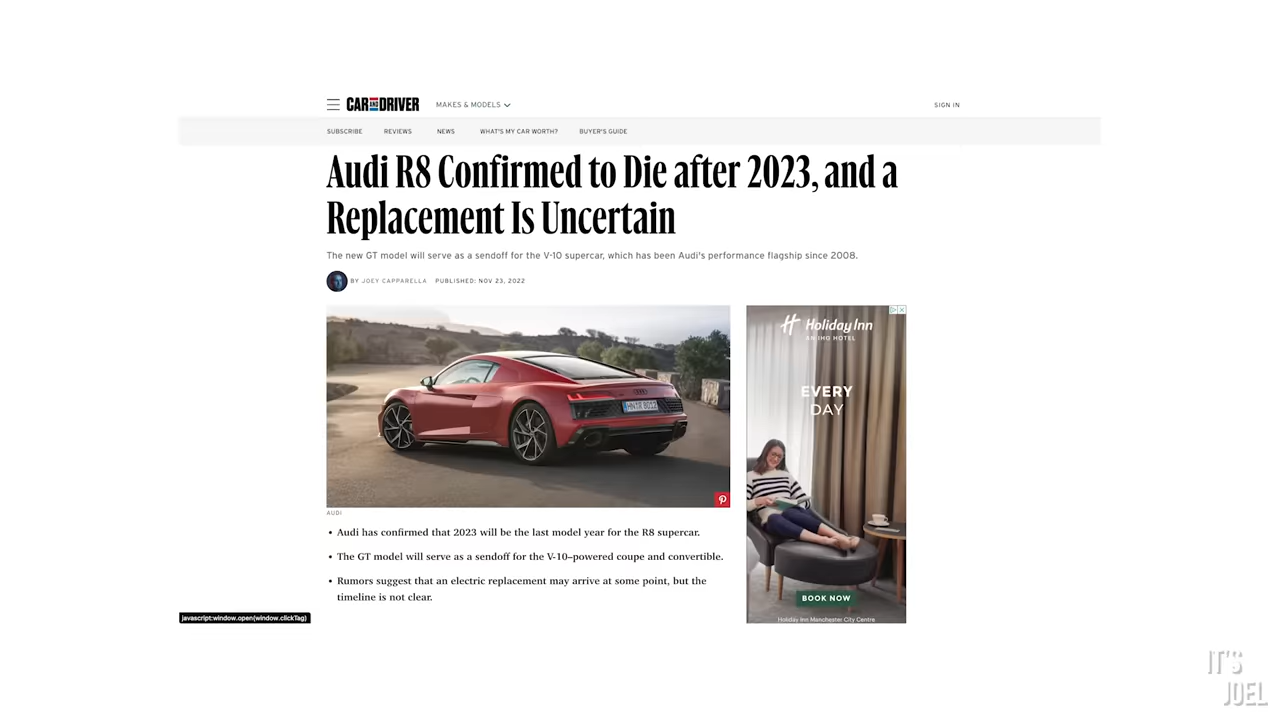 CAR AND DRIVER
MAKES & MODELS
SIGN IN
SUBSCRIBE REVIEWS NEWS WHAT'S MY CAR WORTH? BUYER'S GUIDE
Audi R8 Confirmed to Die after 2023, and a
Replacement Is Uncertain
The new GT model will serve as a sendoff for the V-10 supercar, which has been Audi's performance flagship since 2008.
BY JOEY CAPPARELLA PUBLISHED: NOV 23, 2022
HN·R 8012
AUDI
• Audi has confirmed that 2023 will be the last model year for the R8 supercar.
• The GT model will serve as a sendoff for the V-10–powered coupe and convertible.
• Rumors suggest that an electric replacement may arrive at some point, but the
timeline is not clear.
Holiday Inn
AN IHG HOTEL
EVERY
DAY
BOOK NOW
Holiday Inn Manchester City Centre
javascript:window.open(window.clickTag)
IT'S
JOEL